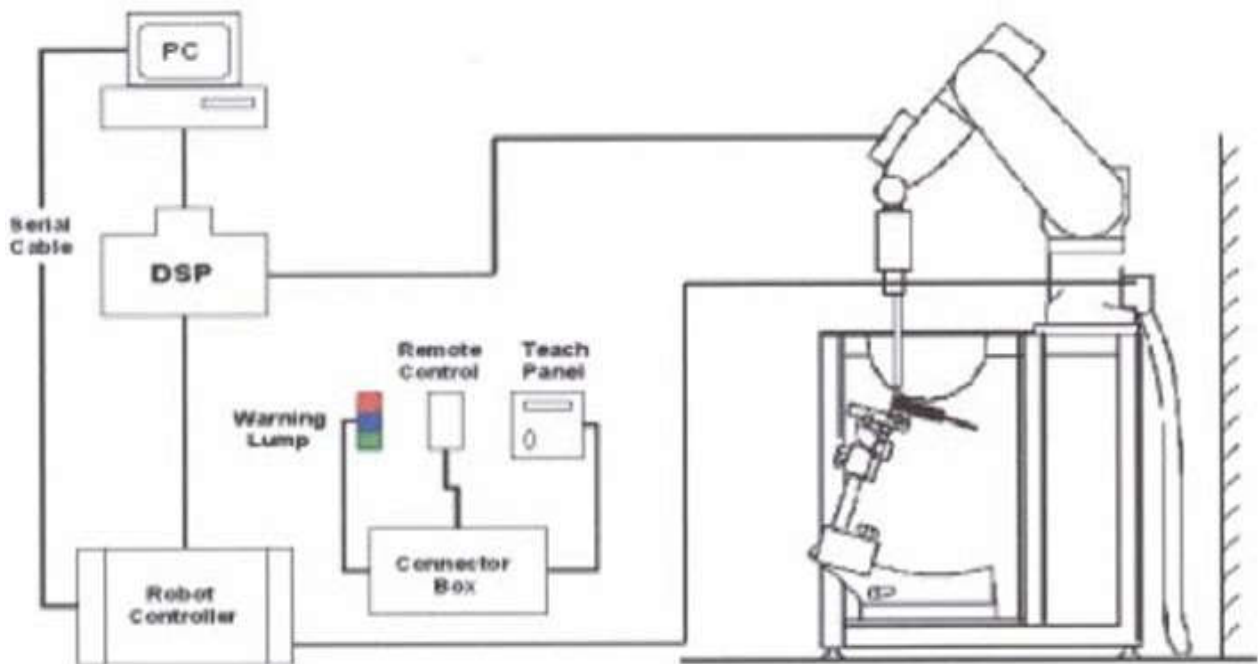 PC
Serial
Cable
DSP
Remote
Control
Teach
Panel
Warning
Lump
Connector
Box
Robot
Controller